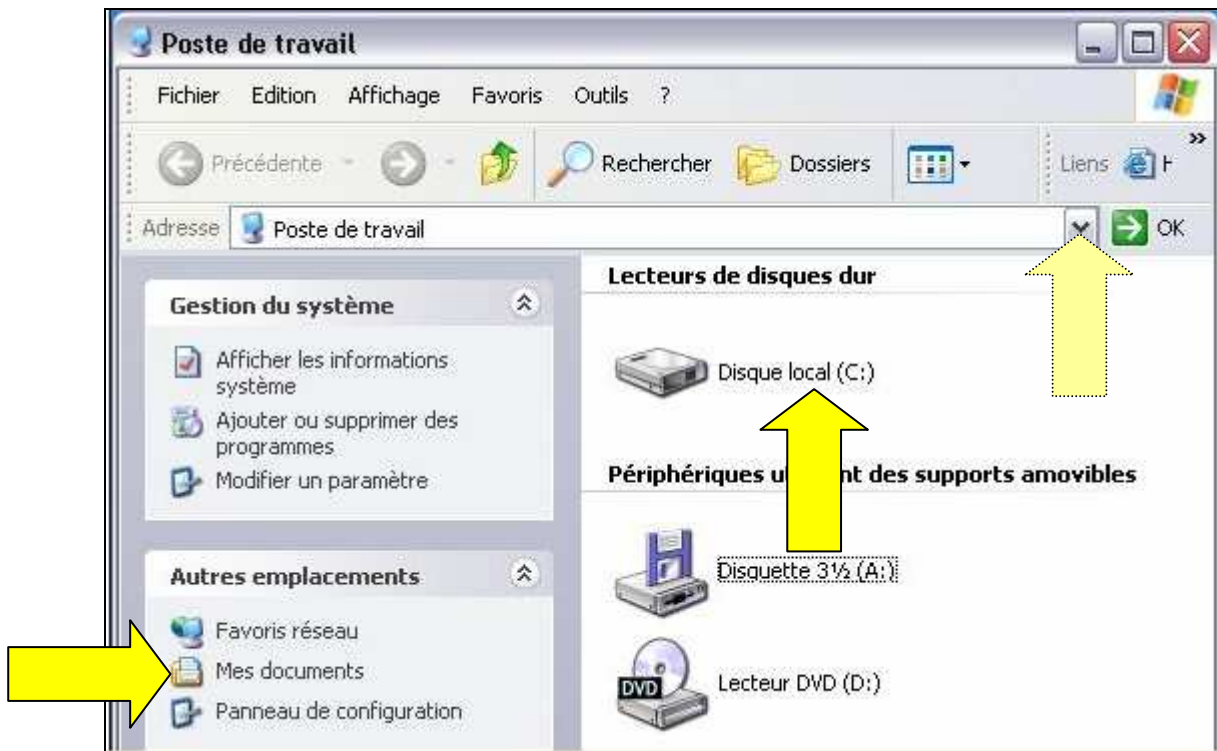 Poste de travail
Fichier Edition Affichage Favoris Outils ?
Précédente Rechercher Dossiers Liens »
Adresse Poste de travail OK
Gestion du système
Afficher les informations
système
Ajouter ou supprimer des
programmes
Modifier un paramètre
Autres emplacements
Favoris réseau
Mes documents
Panneau de configuration
Lecteurs de disques dur
Disque local (C:)
Périphériques des supports amovibles
Disquette 3½ (A:)
DVD
Lecteur DVD (D:)